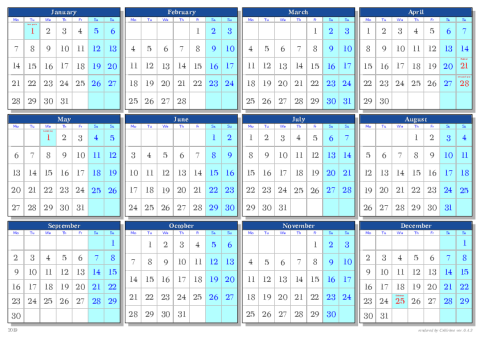 January
Mo Tu We Th Fr Sa Su
1 2 3 4 5 6
7 8 9 10 11 12 13
14 15 16 17 18 19 20
21 22 23 24 25 26 27
28 29 30 31
February
Mo Tu We Th Fr Sa Su
1 2 3
4 5 6 7 8 9 10
11 12 13 14 15 16 17
18 19 20 21 22 23 24
25 26 27 28
March
Mo Tu We Th Fr Sa Su
1 2 3
4 5 6 7 8 9 10
11 12 13 14 15 16 17
18 19 20 21 22 23 24
25 26 27 28 29 30 31
April
Mo Tu We Th Fr Sa Su
1 2 3 4 5 6 7
8 9 10 11 12 13 14
15 16 17 18 19 20 21
22 23 24 25 26 27 28
29 30
May
Mo Tu We Th Fr Sa Su
1 2 3 4 5
6 7 8 9 10 11 12
13 14 15 16 17 18 19
20 21 22 23 24 25 26
27 28 29 30 31
June
Mo Tu We Th Fr Sa Su
1 2
3 4 5 6 7 8 9
10 11 12 13 14 15 16
17 18 19 20 21 22 23
24 25 26 27 28 29 30
July
Mo Tu We Th Fr Sa Su
1 2 3 4 5 6 7
8 9 10 11 12 13 14
15 16 17 18 19 20 21
22 23 24 25 26 27 28
29 30 31
August
Mo Tu We Th Fr Sa Su
1 2 3 4
5 6 7 8 9 10 11
12 13 14 15 16 17 18
19 20 21 22 23 24 25
26 27 28 29 30 31
September
Mo Tu We Th Fr Sa Su
1
2 3 4 5 6 7 8
9 10 11 12 13 14 15
16 17 18 19 20 21 22
23 24 25 26 27 28 29
30
October
Mo Tu We Th Fr Sa Su
1 2 3 4 5 6
7 8 9 10 11 12 13
14 15 16 17 18 19 20
21 22 23 24 25 26 27
28 29 30 31
November
Mo Tu We Th Fr Sa Su
1 2 3
4 5 6 7 8 9 10
11 12 13 14 15 16 17
18 19 20 21 22 23 24
25 26 27 28 29 30
December
Mo Tu We Th Fr Sa Su
1
2 3 4 5 6 7 8
9 10 11 12 13 14 15
16 17 18 19 20 21 22
23 24 25 26 27 28 29
30 31
2019